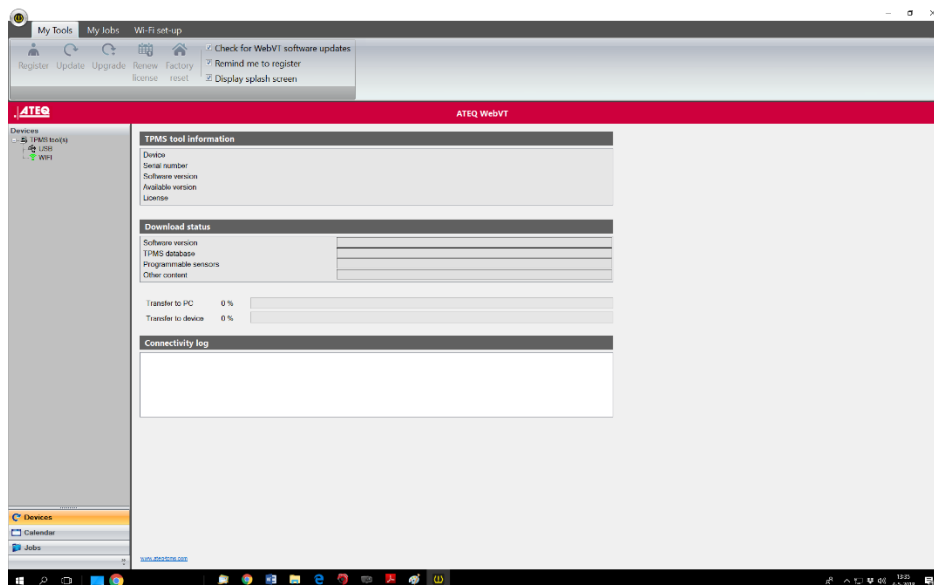 My Tools My Jobs Wi-Fi set-up
Register Update Upgrade Renew license Factory reset
Check for WebVT software updates
Remind me to register
Display splash screen
ATEQ
ATEQ WebVT
Devices
TPMS tool(s)
USB
WIFI
TPMS tool information
Device
Serial number
Software version
Available version
License
Download status
Software version
TPMS database
Programmable sensors
Other content
Transfer to PC 0 %
Transfer to device 0 %
Connectivity log
Devices
Calendar
Jobs
13:35